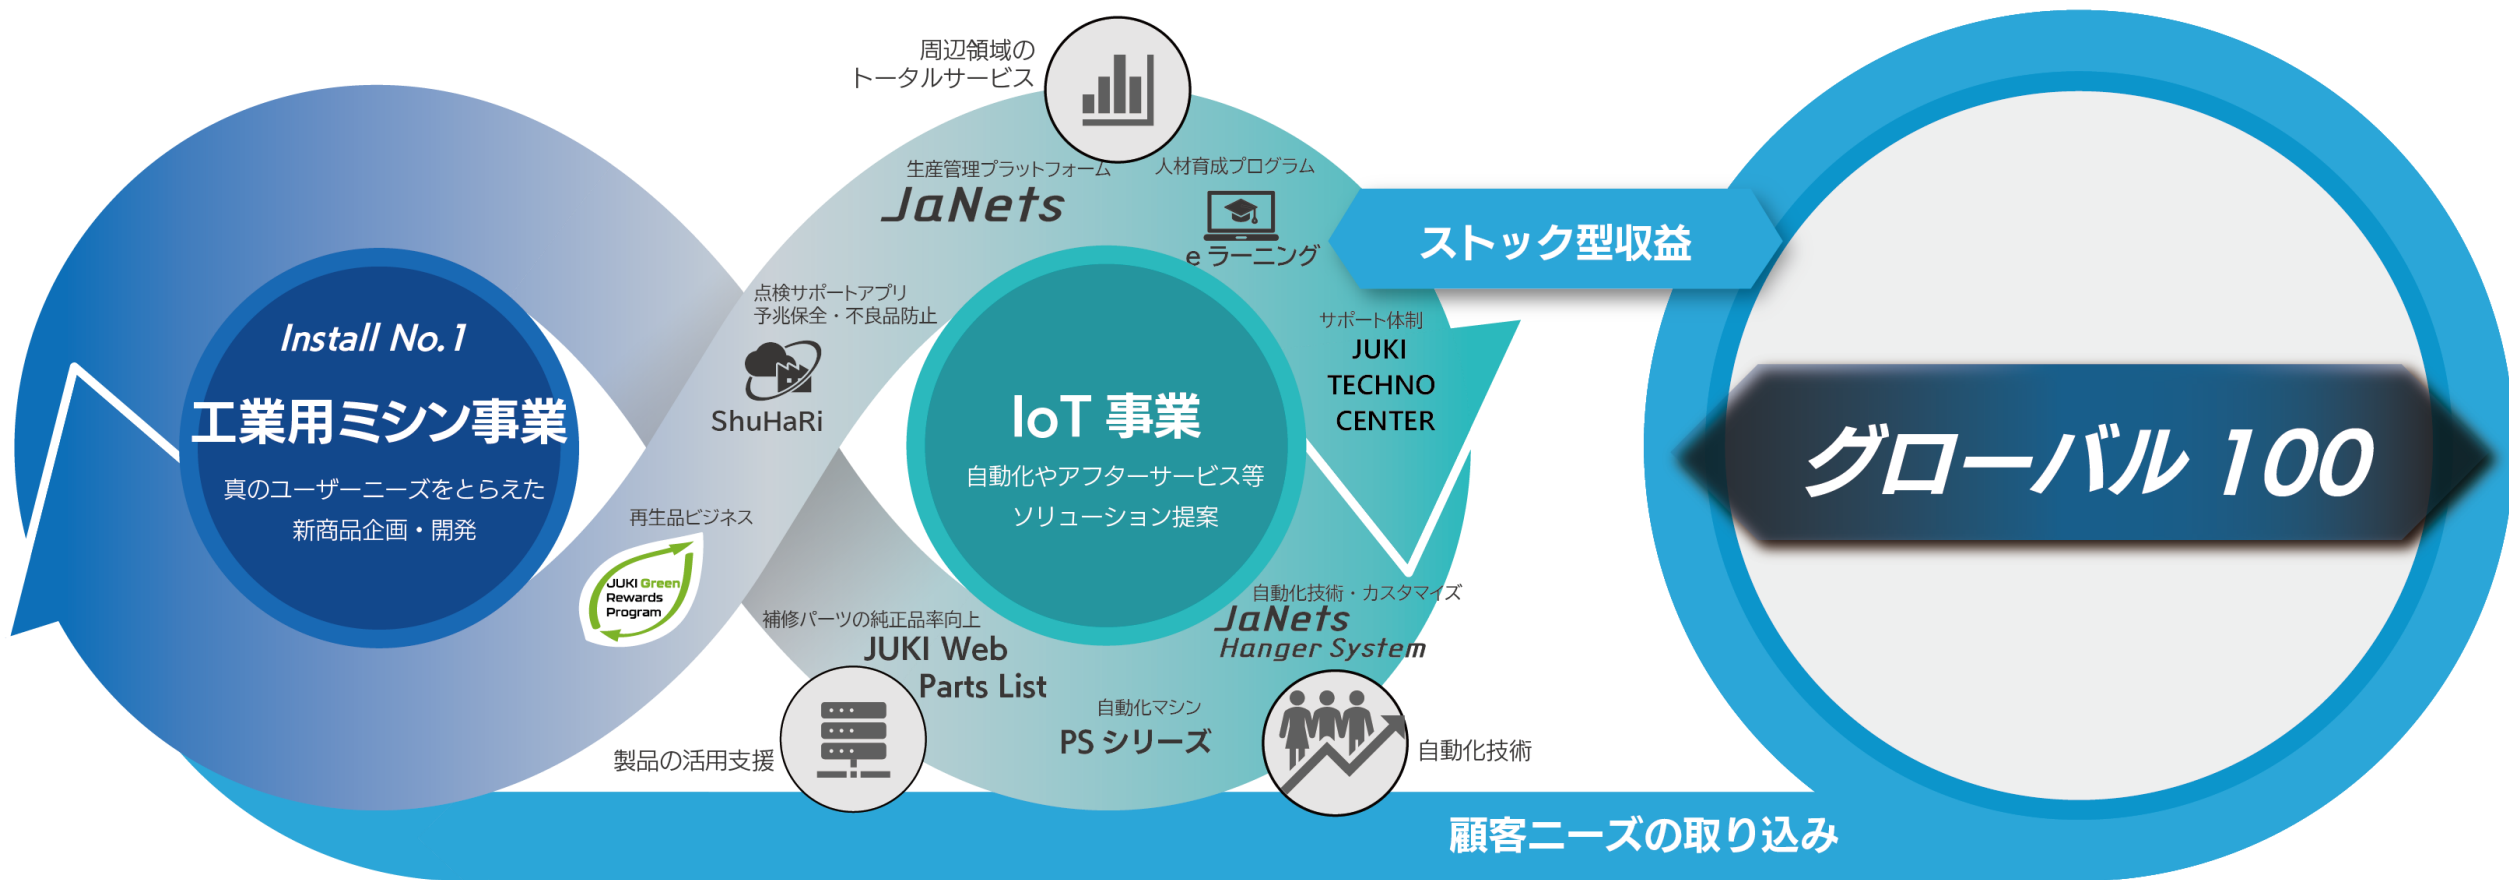 Install No.1
工業用ミシン事業
真のユーザーニーズをとらえた
新商品企画・開発
周辺領域の
トータルサービス
生産管理プラットフォーム
JaNets
人材育成プログラム
e ラーニング
点検サポートアプリ
予兆保全・不良品防止
ShuHaRi
サポート体制
JUKI
TECHNO
CENTER
IoT 事業
自動化やアフターサービス等
ソリューション提案
再生品ビジネス
JUKI Green
Rewards
Program
補修パーツの純正品率向上
JUKI Web
Parts List
製品の活用支援
自動化技術・カスタマイズ
JaNets
Hanger System
自動化マシン
PS シリーズ
自動化技術
ストック型収益
グローバル 100
顧客ニーズの取り込み